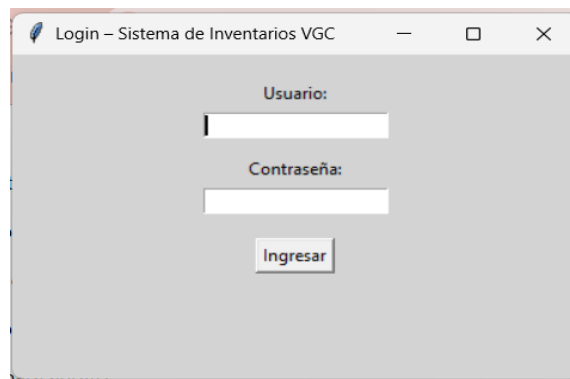 Login – Sistema de Inventarios VGC
Usuario:
Contraseña:
Ingresar